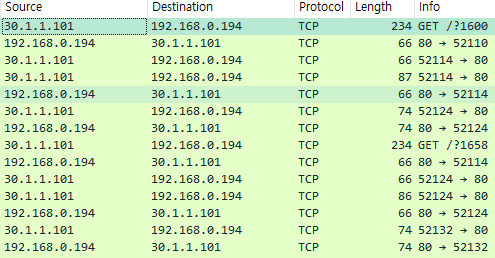 Source Destination Protocol Length Info
30.1.1.101 192.168.0.194 TCP 234 GET /?1600
192.168.0.194 30.1.1.101 TCP 66 80 → 52110
30.1.1.101 192.168.0.194 TCP 66 52114 → 80
30.1.1.101 192.168.0.194 TCP 87 52114 → 80
192.168.0.194 30.1.1.101 TCP 66 80 → 52114
30.1.1.101 192.168.0.194 TCP 74 52124 → 80
192.168.0.194 30.1.1.101 TCP 74 80 → 52124
30.1.1.101 192.168.0.194 TCP 234 GET /?1658
192.168.0.194 30.1.1.101 TCP 66 80 → 52114
30.1.1.101 192.168.0.194 TCP 66 52124 → 80
30.1.1.101 192.168.0.194 TCP 86 52124 → 80
192.168.0.194 30.1.1.101 TCP 66 80 → 52124
30.1.1.101 192.168.0.194 TCP 74 52132 → 80
192.168.0.194 30.1.1.101 TCP 74 80 → 52132